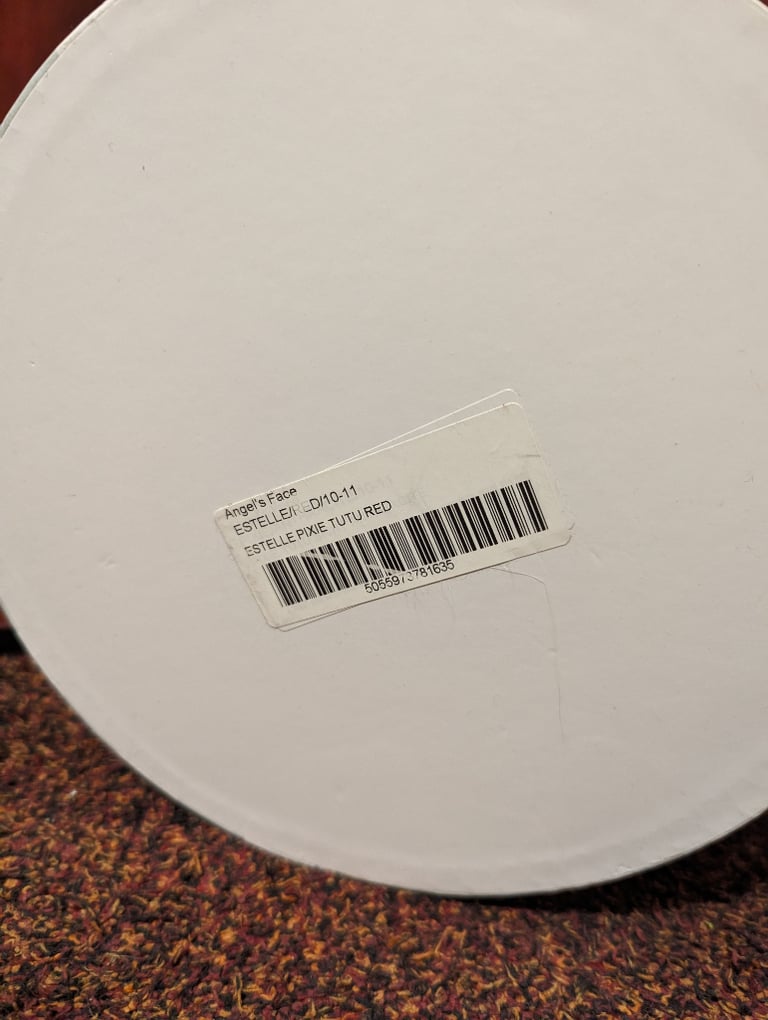 Angel's Face
ESTELLE/RED/10-11
ESTELLE PIXIE TUTU RED
5055973781635